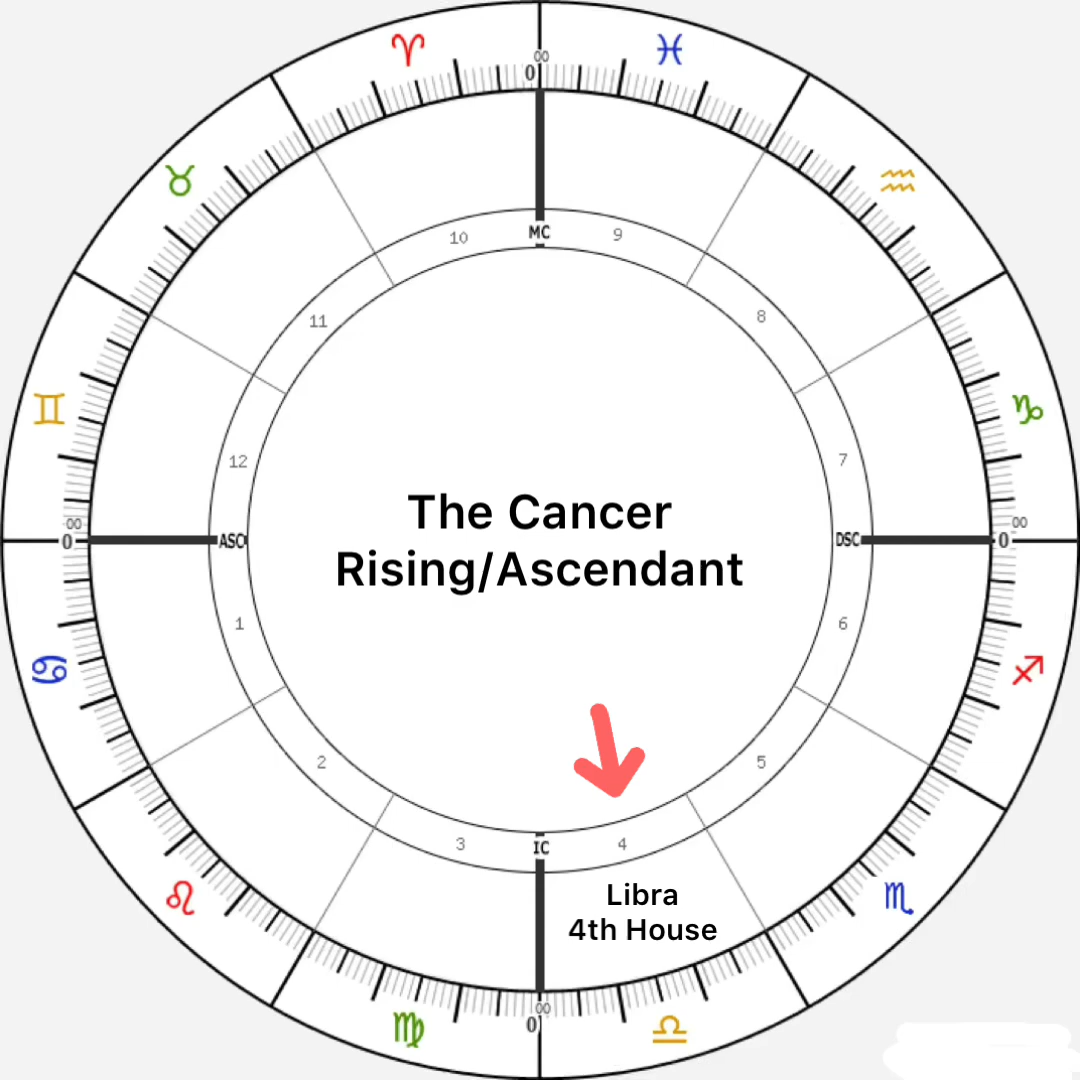 ♈ ♓
00
0
♉ ♒
10 MC 9
11 8
♊ ♑
12 7
The Cancer
Rising/Ascendant
00 00
0 ASC DSC 0
1 6
♋ ♐
2 5
3 IC 4
Libra
4th House
♌ ♏
00
0
♍ ♎